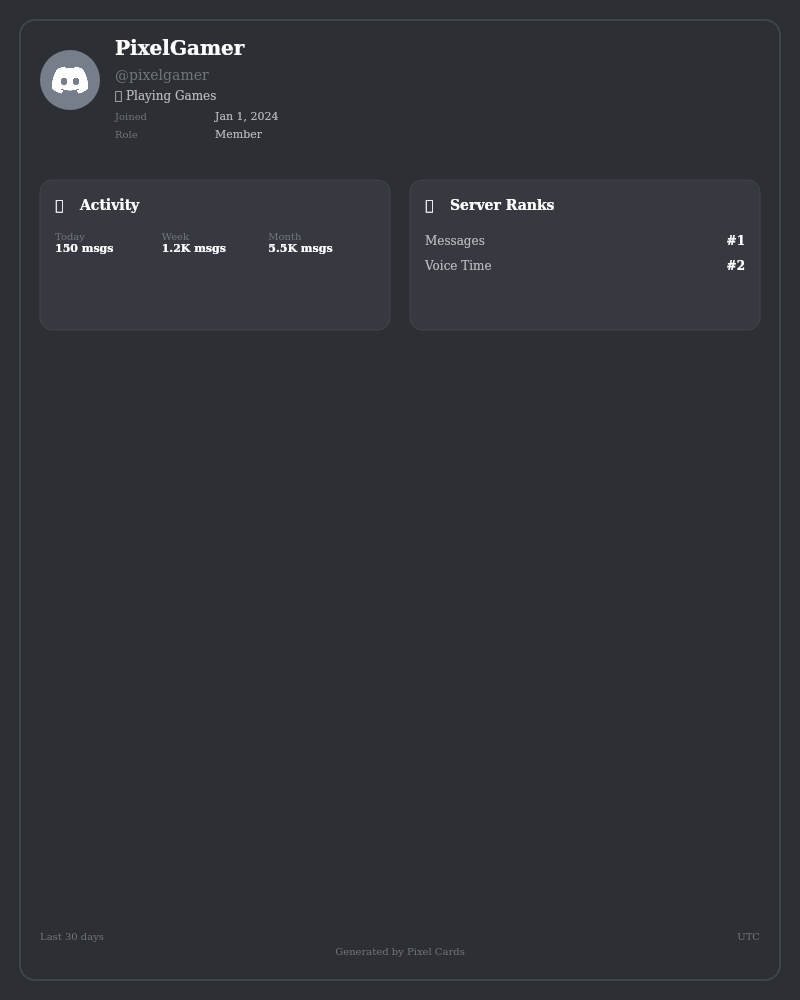 PixelGamer
@pixelgamer
Playing Games
Joined Jan 1, 2024
Role Member
Activity
Today Week Month
150 msgs 1.2K msgs 5.5K msgs
Server Ranks
Messages #1
Voice Time #2
Last 30 days UTC
Generated by Pixel Cards